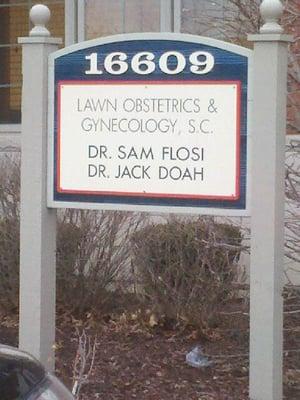 16609
LAWN OBSTETRICS &
GYNECOLOGY, S.C.
DR. SAM FLOSI
DR. JACK DOAH